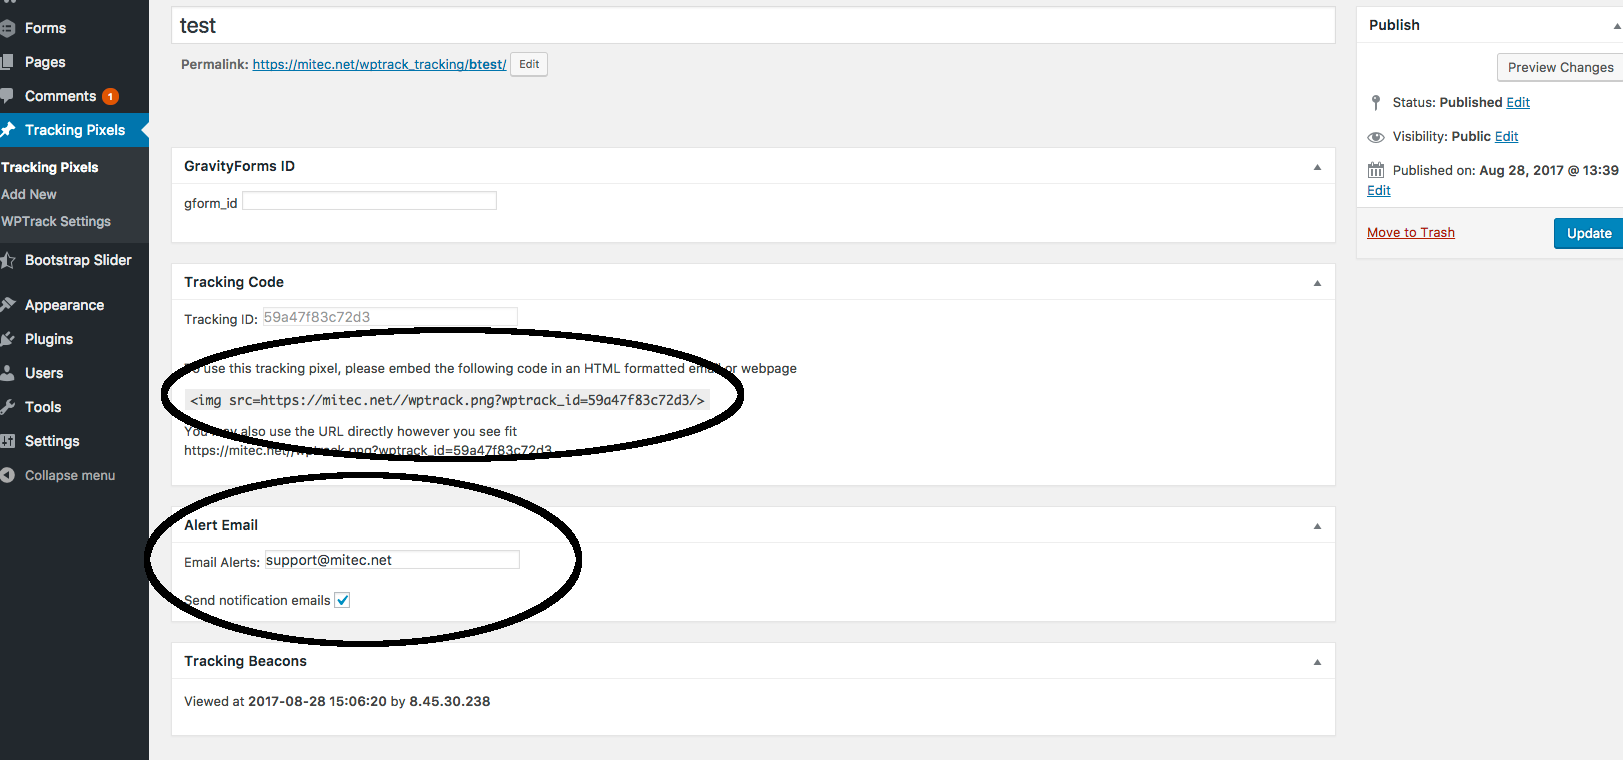 Forms
Pages
Comments 1
Tracking Pixels
Tracking Pixels
Add New
WPTrack Settings
Bootstrap Slider
Appearance
Plugins
Users
Tools
Settings
Collapse menu
test
Permalink: https://mitec.net/wptrack_tracking/btest/ Edit
GravityForms ID
gform_id
Tracking Code
Tracking ID: 59a47f83c72d3
To use this tracking pixel, please embed the following code in an HTML formatted email or webpage
<img src=https://mitec.net//wptrack.png?wptrack_id=59a47f83c72d3/>
You may also use the URL directly however you see fit
https://mitec.net//wptrack.png?wptrack_id=59a47f83c72d3
Alert Email
Email Alerts: support@mitec.net
Send notification emails
Tracking Beacons
Viewed at 2017-08-28 15:06:20 by 8.45.30.238
Publish
Preview Changes
Status: Published Edit
Visibility: Public Edit
Published on: Aug 28, 2017 @ 13:39
Edit
Move to Trash
Update